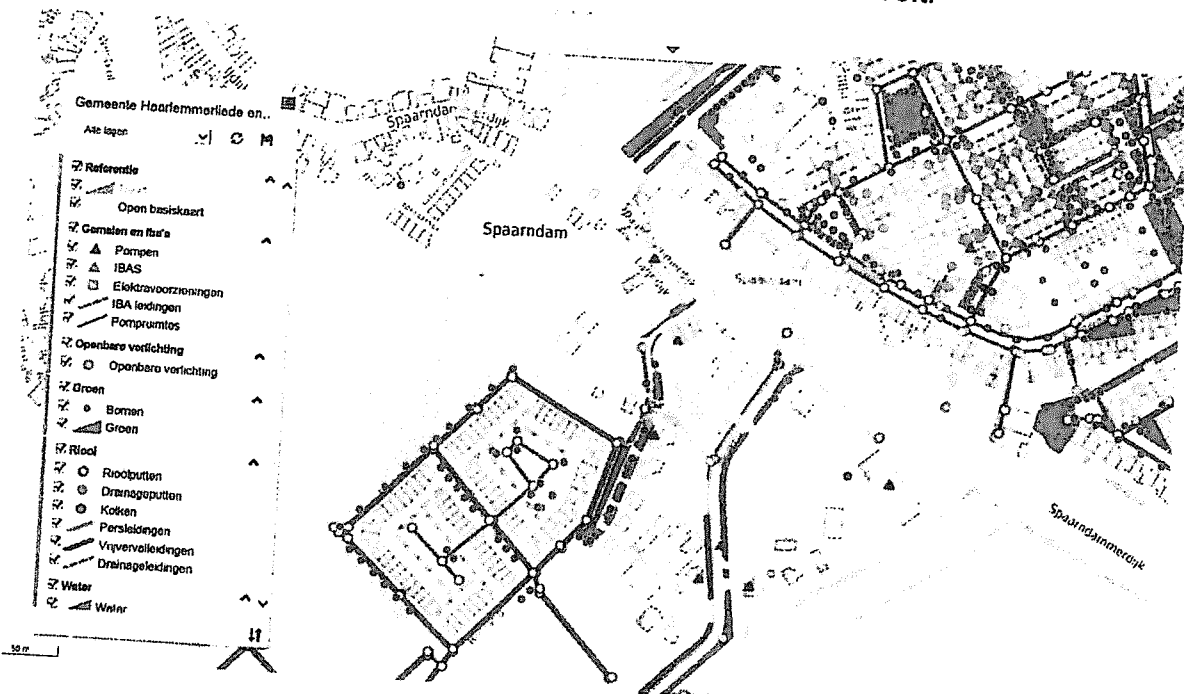 Gemeente Haarlemmerliede en..
Alle lagen
Referentie
Open basiskaart
Gemalen en Iba's
Pompen
IBAS
Elektravoorzieningen
IBA leidingen
Pompruimtes
Openbare verlichting
Openbare verlichting
Groen
Bomen
Groen
Riool
Rioolputten
Drainageputten
Kolken
Persleidingen
Vrijvervalleidingen
Drainageleidingen
Water
Water
50 m
Spaarndam
Spaarndam
Spaarndam
Spaarndammerdijk